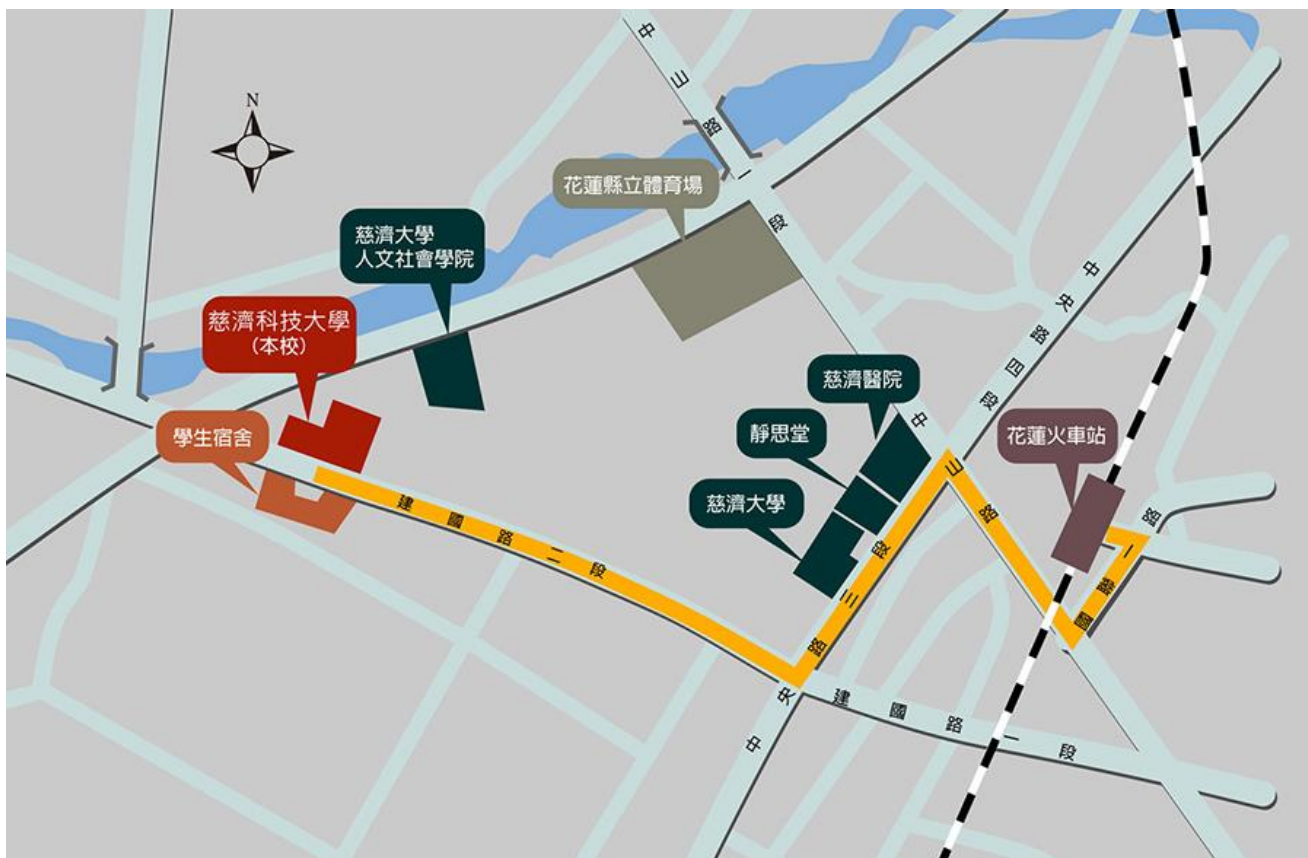 中山路一段
N
花蓮縣立體育場
慈濟大學
人文社會學院
慈濟科技大學
(本校)
中央路四段
慈濟醫院
學生宿舍
靜思堂
中山路
花蓮火車站
慈濟大學
國聯一路
建國路二段
中央路三段
建國路一段